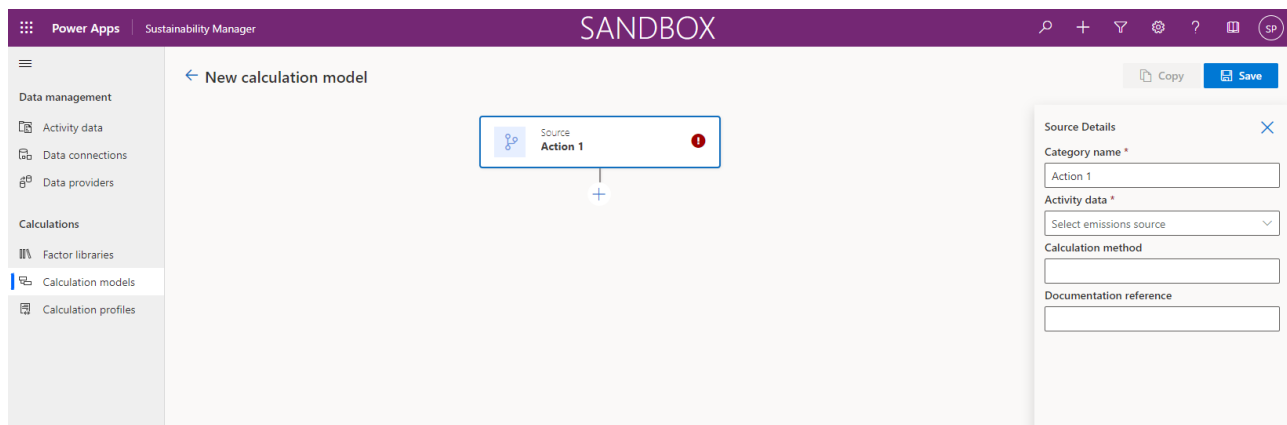 Power Apps
Sustainability Manager
SANDBOX
?
SP
Data management
Activity data
Data connections
Data providers
Calculations
Factor libraries
Calculation models
Calculation profiles
New calculation model
Copy
Save
Source
Action 1
!
Source Details
Category name *
Action 1
Activity data *
Select emissions source
Calculation method
Documentation reference